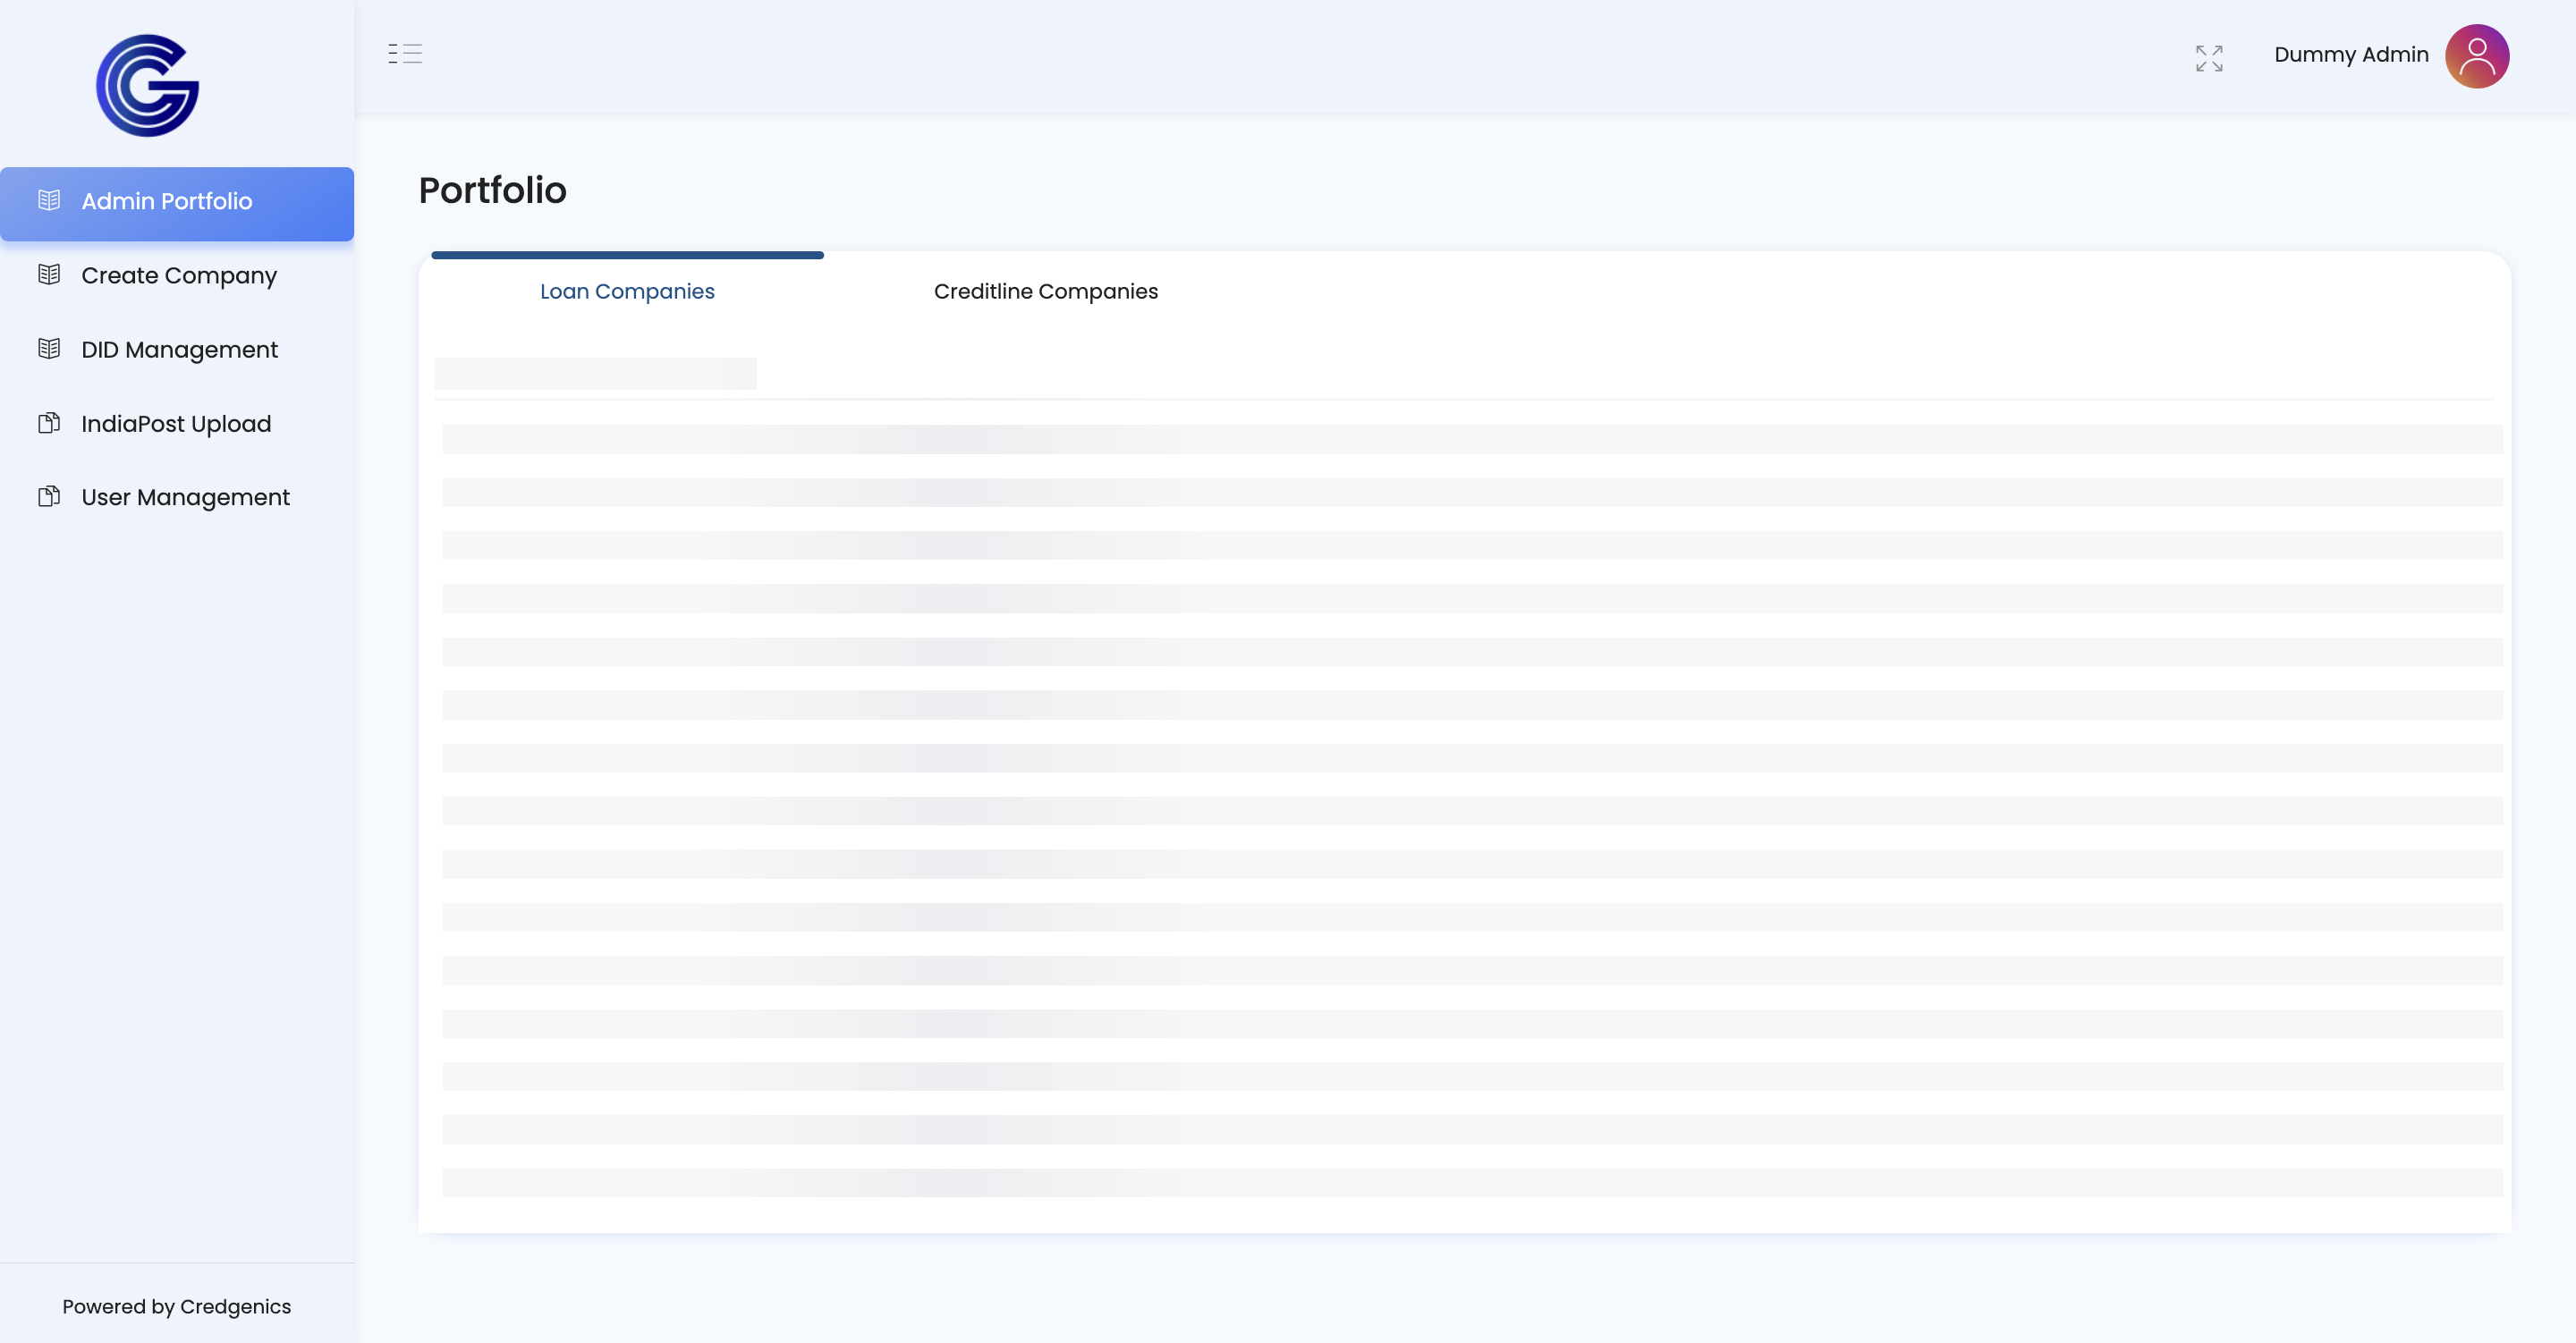 Dummy Admin
Admin Portfolio
Create Company
DID Management
IndiaPost Upload
User Management
Powered by Credgenics
Portfolio
Loan Companies
Creditline Companies